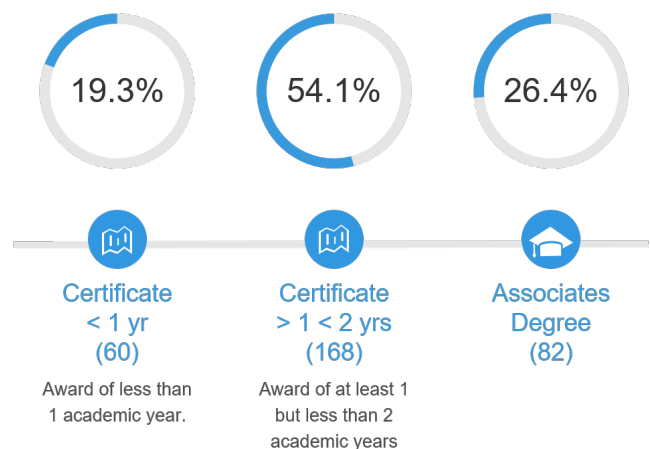 19.3%
54.1%
26.4%
Certificate
< 1 yr
(60)
Award of less than
1 academic year.
Certificate
> 1 < 2 yrs
(168)
Award of at least 1
but less than 2
academic years
Associates
Degree
(82)